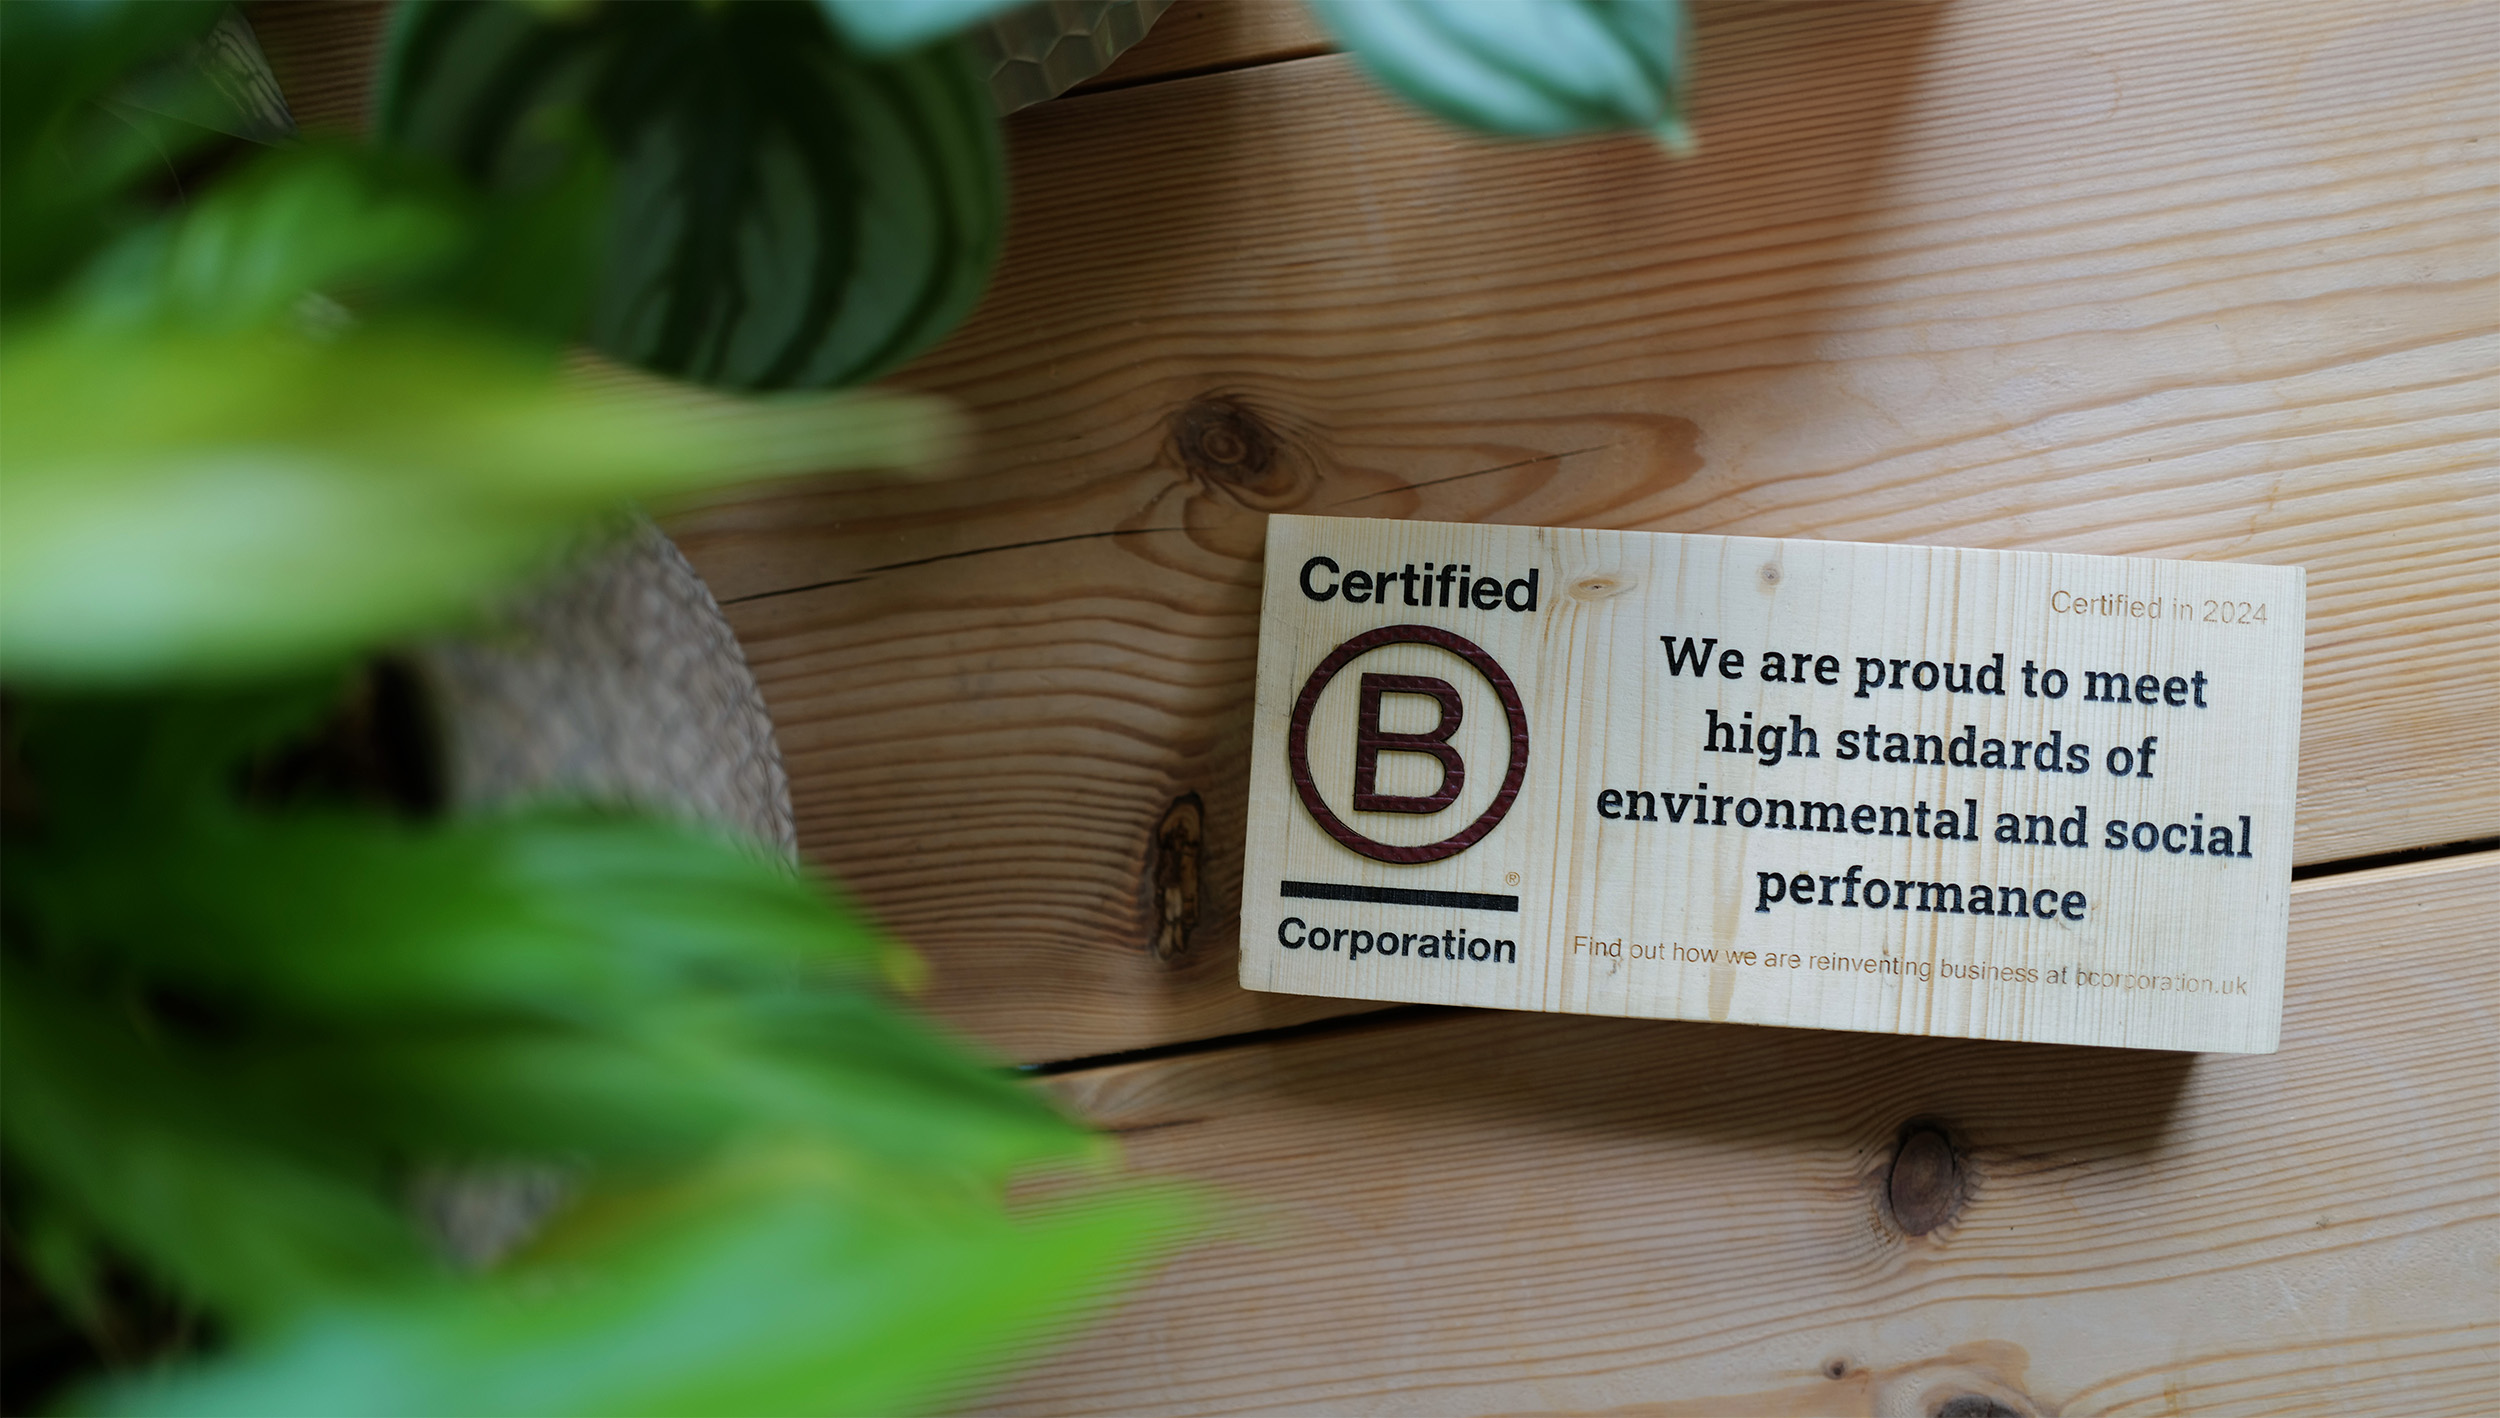 Certified
B
®
Corporation
Certified in 2024
We are proud to meet
high standards of
environmental and social
performance
Find out how we are reinventing business at bcorporation.uk